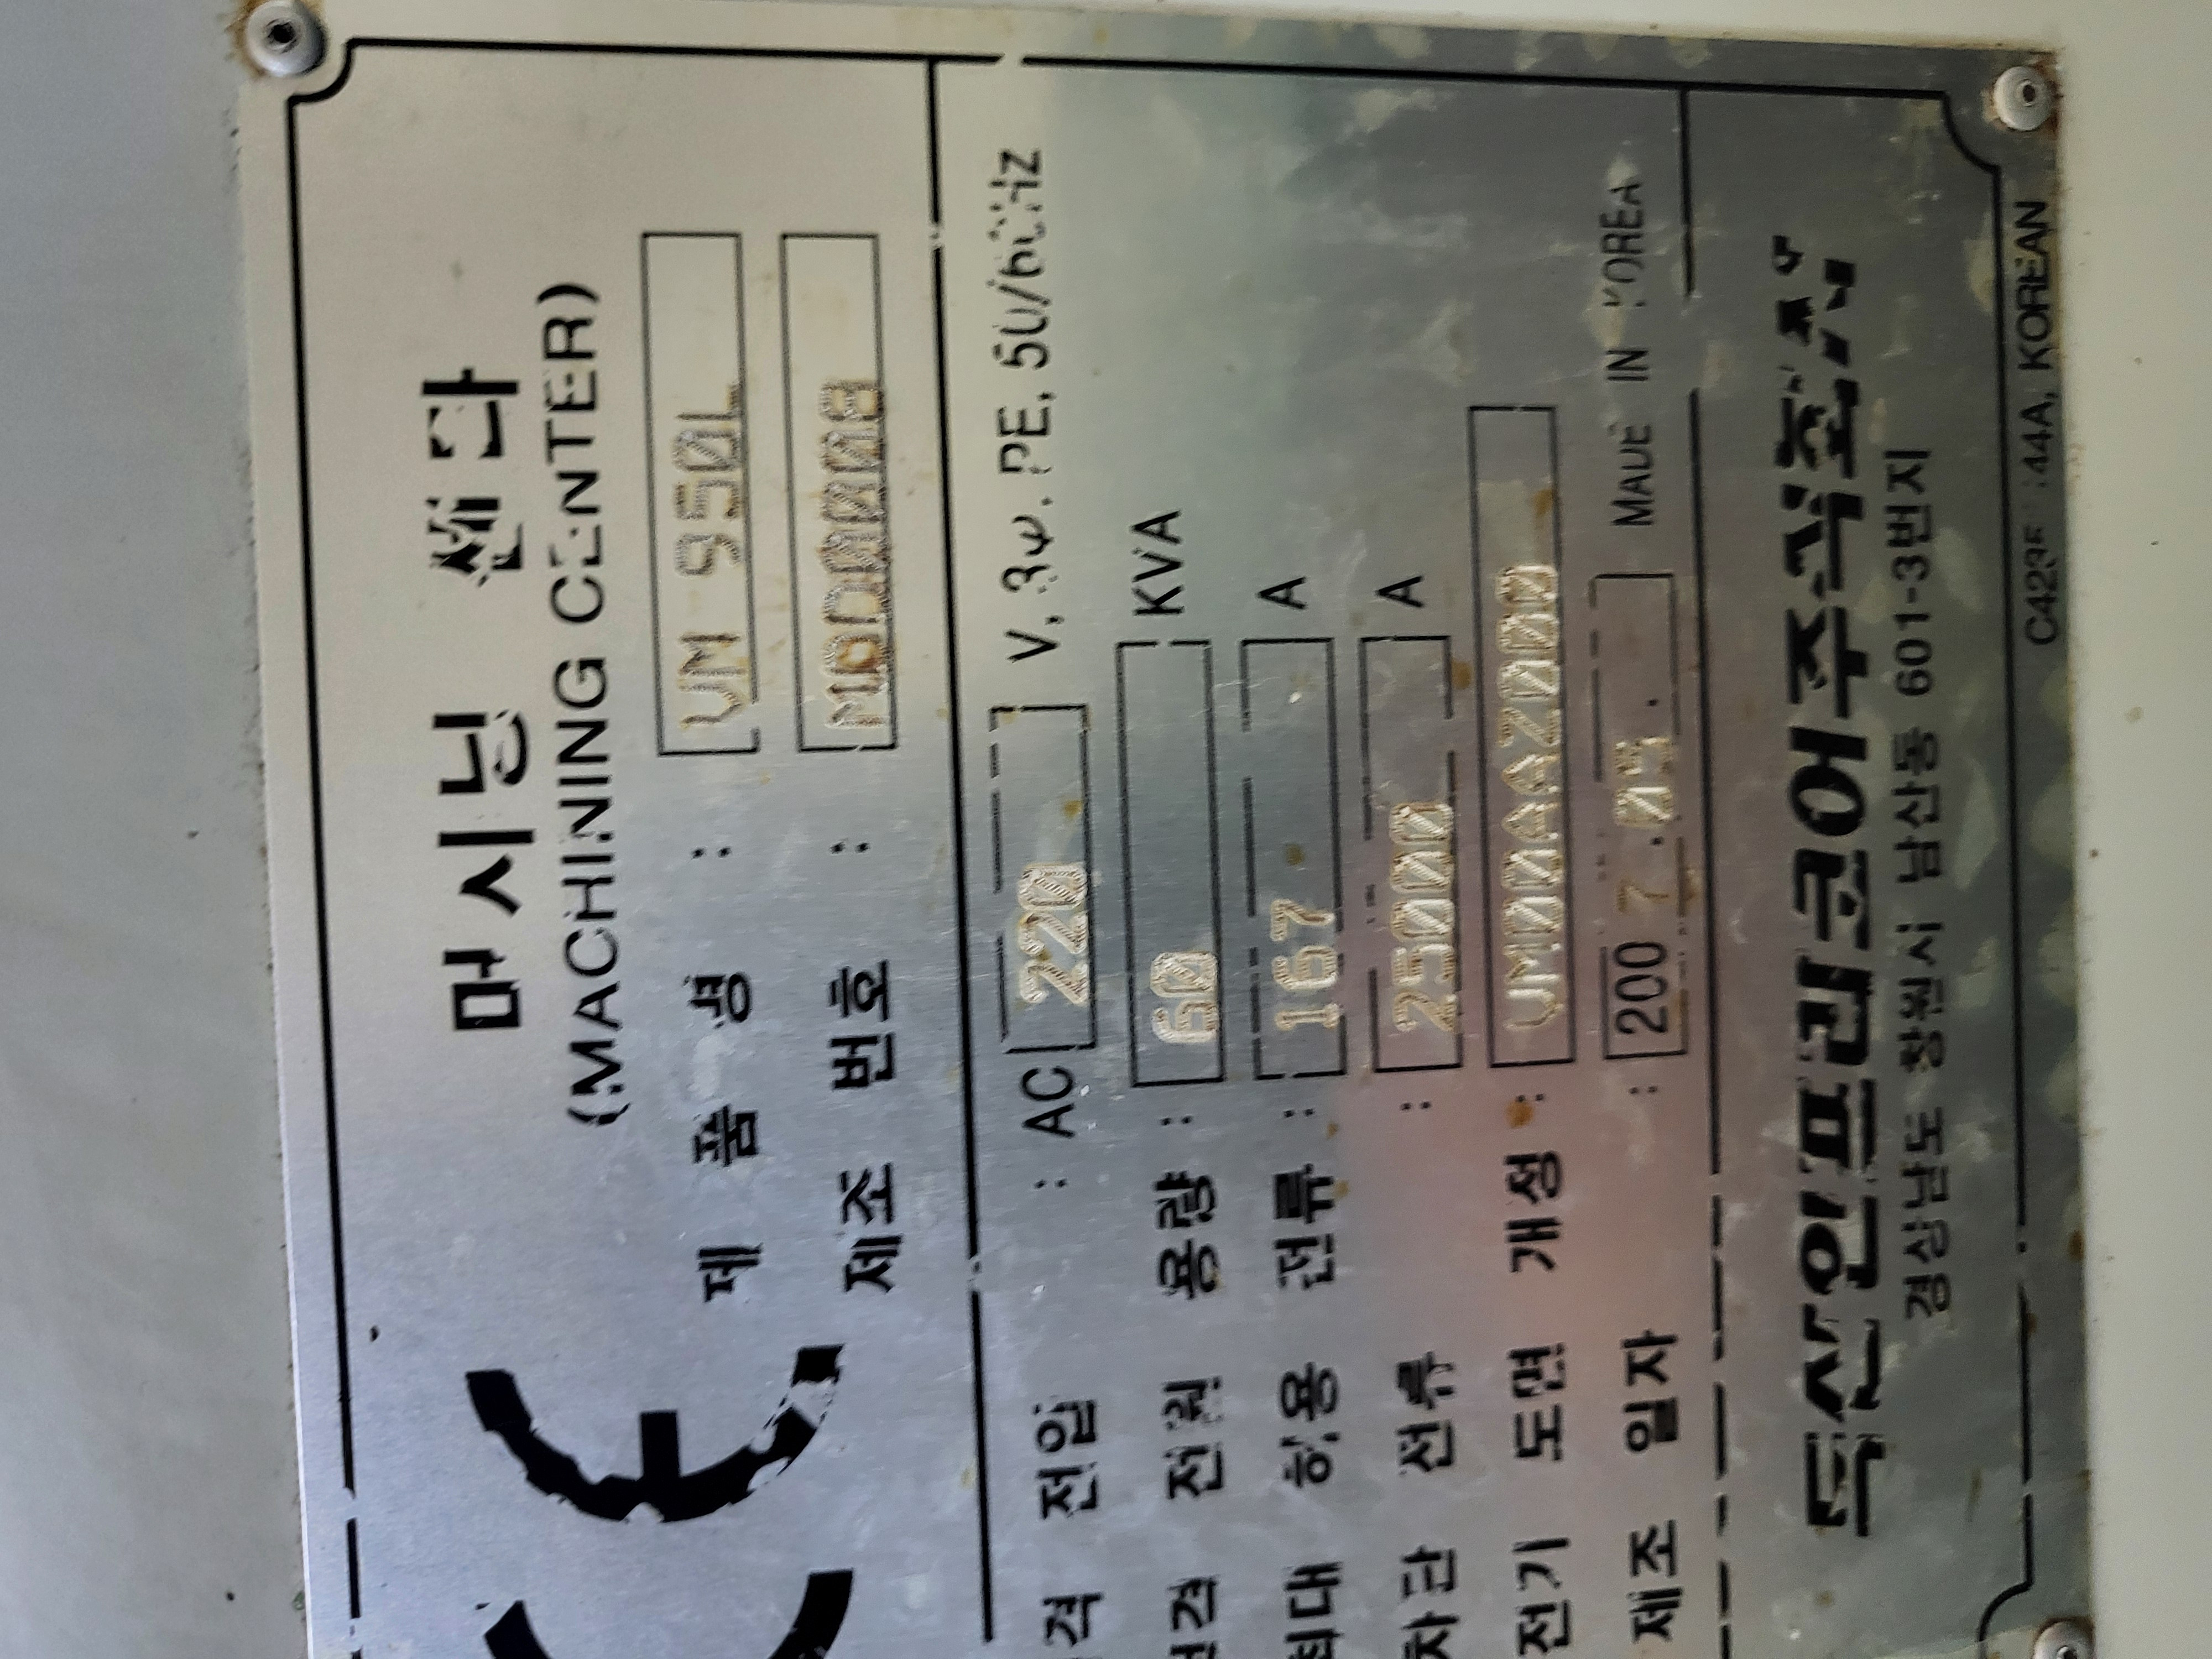 머시닝 센타
(MACHINING CENTER)
CE
제 품 명 : VM 950L
제조 번호 :
정격 전압 : AC 220 V, 3Φ, PE, 50/60Hz
정격 전원 용량 : 60 KVA
최대 허용 전류 : 167 A
차단 전류 : 25000 A
전기 도면 개정 : VM00AAZ000
제조 일자 : 2007.05. MADE IN KOREA
두산인프라코어주식회사
경상남도 창원시 남산동 601-3번지
KOREAN